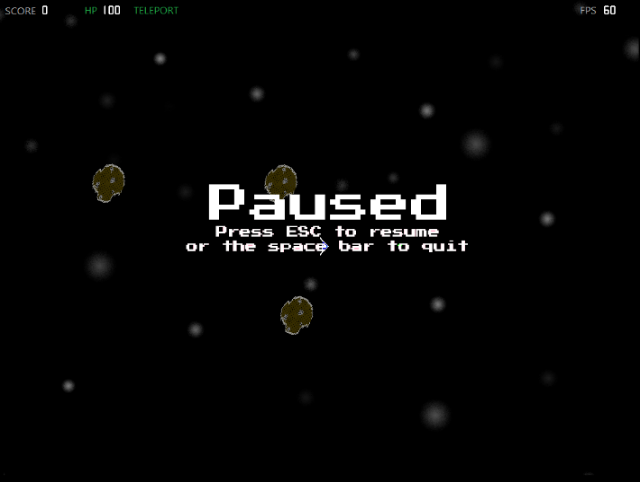 SCORE 0 HP 100 TELEPORT FPS 60
Paused
Press ESC to resume
or the space bar to quit